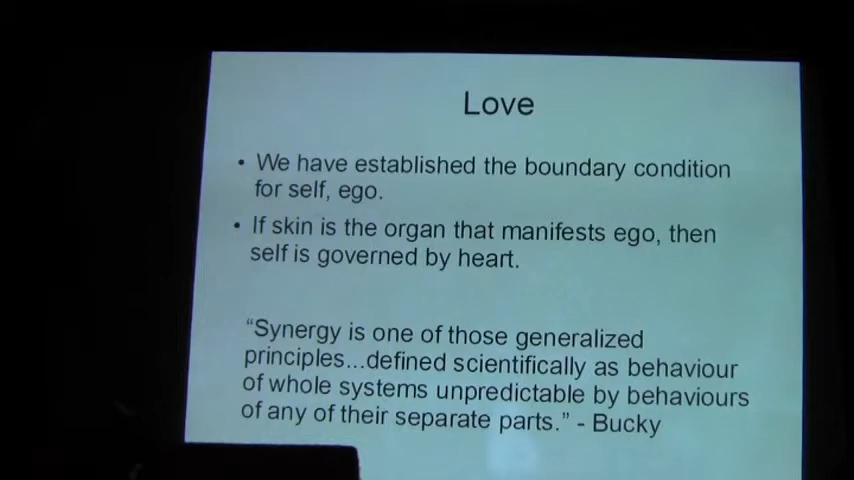 Love
• We have established the boundary condition
for self, ego.
• If skin is the organ that manifests ego, then
self is governed by heart.
“Synergy is one of those generalized
principles...defined scientifically as behaviour
of whole systems unpredictable by behaviours
of any of their separate parts.” - Bucky